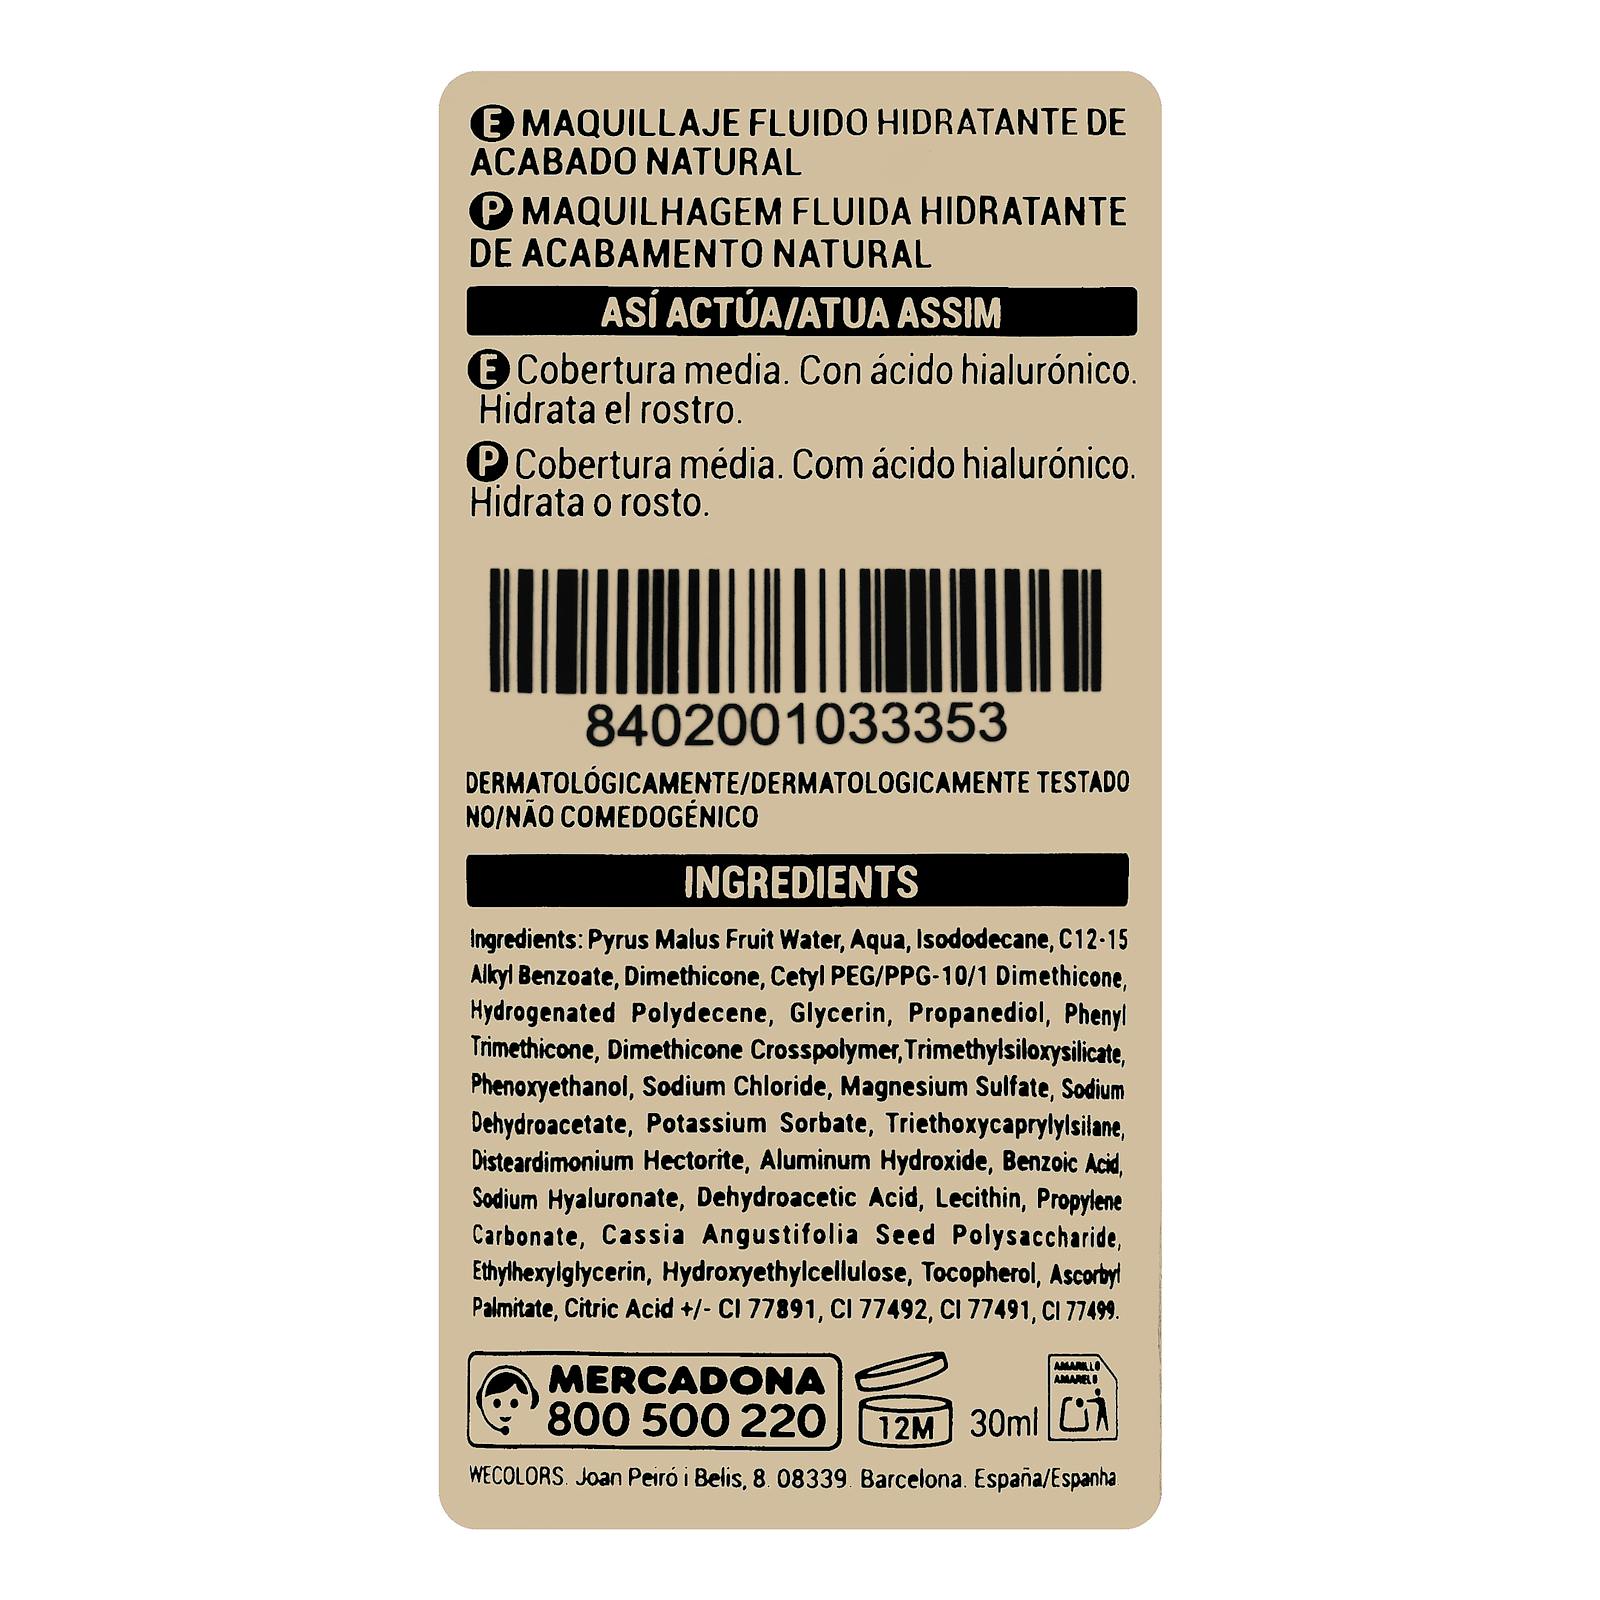 E MAQUILLAJE FLUIDO HIDRATANTE DE
ACABADO NATURAL
P MAQUILHAGEM FLUIDA HIDRATANTE
DE ACABAMENTO NATURAL
ASÍ ACTÚA/ATUA ASSIM
E Cobertura media. Con ácido hialurónico.
Hidrata el rostro.
P Cobertura média. Com ácido hialurónico.
Hidrata o rosto.
8402001033353
DERMATOLÓGICAMENTE/DERMATOLOGICAMENTE TESTADO
NO/NÃO COMEDOGÉNICO
INGREDIENTS
Ingredients: Pyrus Malus Fruit Water, Aqua, Isododecane, C12-15
Alkyl Benzoate, Dimethicone, Cetyl PEG/PPG-10/1 Dimethicone,
Hydrogenated Polydecene, Glycerin, Propanediol, Phenyl
Trimethicone, Dimethicone Crosspolymer,Trimethylsiloxysilicate,
Phenoxyethanol, Sodium Chloride, Magnesium Sulfate, Sodium
Dehydroacetate, Potassium Sorbate, Triethoxycaprylylsilane,
Disteardimonium Hectorite, Aluminum Hydroxide, Benzoic Acid,
Sodium Hyaluronate, Dehydroacetic Acid, Lecithin, Propylene
Carbonate, Cassia Angustifolia Seed Polysaccharide,
Ethylhexylglycerin, Hydroxyethylcellulose, Tocopherol, Ascorbyl
Palmitate, Citric Acid +/- CI 77891, CI 77492, CI 77491, CI 77499.
MERCADONA
800 500 220
12M
30ml
AMARILLO
AMARELO
WECOLORS. Joan Peiró i Belis, 8. 08339. Barcelona. España/Espanha